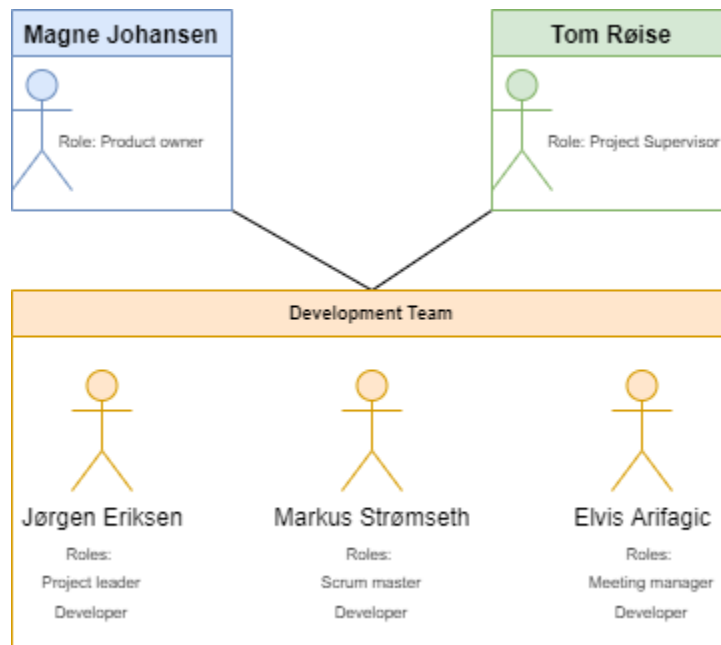 Magne Johansen
Role: Product owner
Tom Røise
Role: Project Supervisor
Development Team
Jørgen Eriksen
Roles:
Project leader
Developer
Markus Strømseth
Roles:
Scrum master
Developer
Elvis Arifagic
Roles:
Meeting manager
Developer